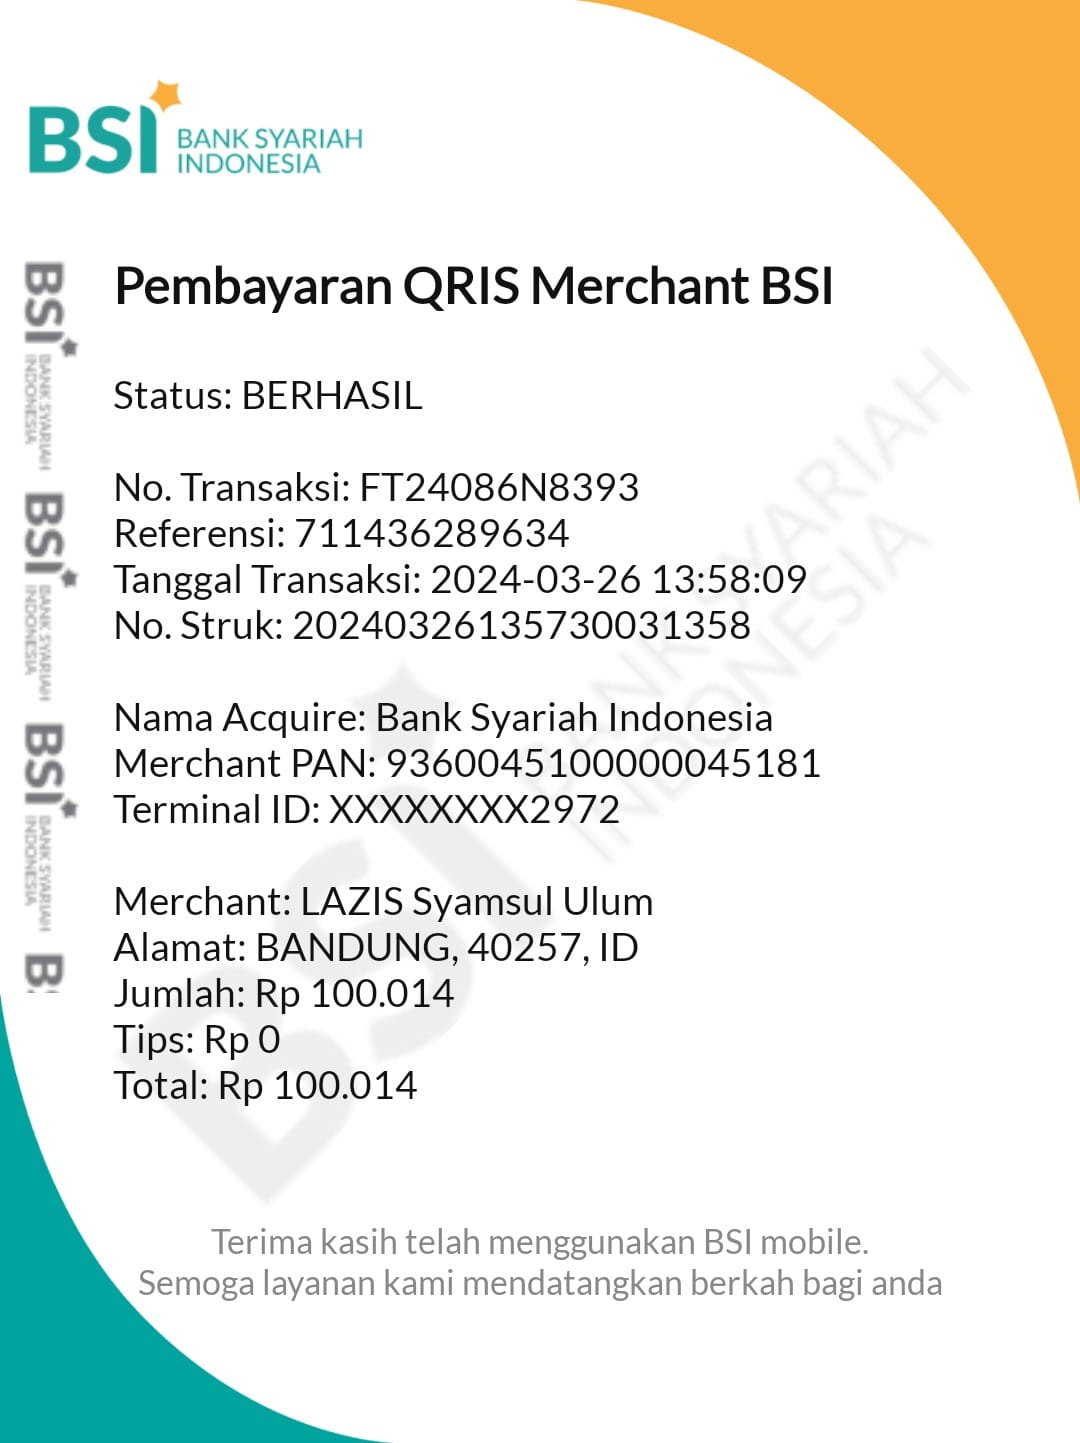 BSI BANK SYARIAH
INDONESIA
Pembayaran QRIS Merchant BSI
Status: BERHASIL
No. Transaksi: FT24086N8393
Referensi: 711436289634
Tanggal Transaksi: 2024-03-26 13:58:09
No. Struk: 20240326135730031358
Nama Acquire: Bank Syariah Indonesia
Merchant PAN: 9360045100000045181
Terminal ID: XXXXXXXX2972
Merchant: LAZIS Syamsul Ulum
Alamat: BANDUNG, 40257, ID
Jumlah: Rp 100.014
Tips: Rp 0
Total: Rp 100.014
Terima kasih telah menggunakan BSI mobile.
Semoga layanan kami mendatangkan berkah bagi anda
BSI BANK SYARIAH INDONESIA
BSI BANK SYARIAH INDONESIA
BSI BANK SYARIAH INDONESIA
B
BSI BANK SYARIAH
INDONESIA